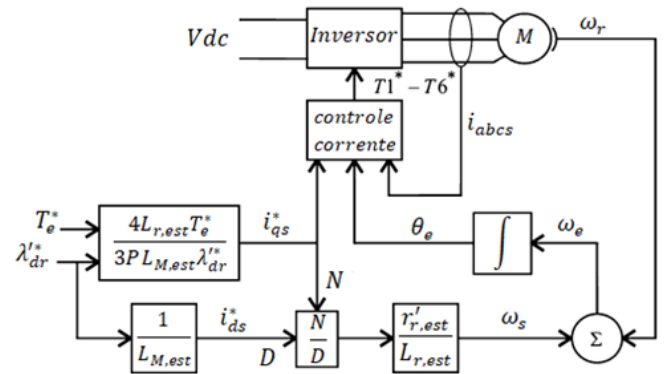 Vdc
Inversor
M
ω_r
T1* − T6*
controle
corrente
i_abcs
T_e*
λ'_dr*
4L_r,est T_e*
3P L_M,est λ'_dr*
i_qs*
θ_e
∫
ω_e
N
1
L_M,est
i_ds*
D
N
D
r'_r,est
L_r,est
ω_s
Σ